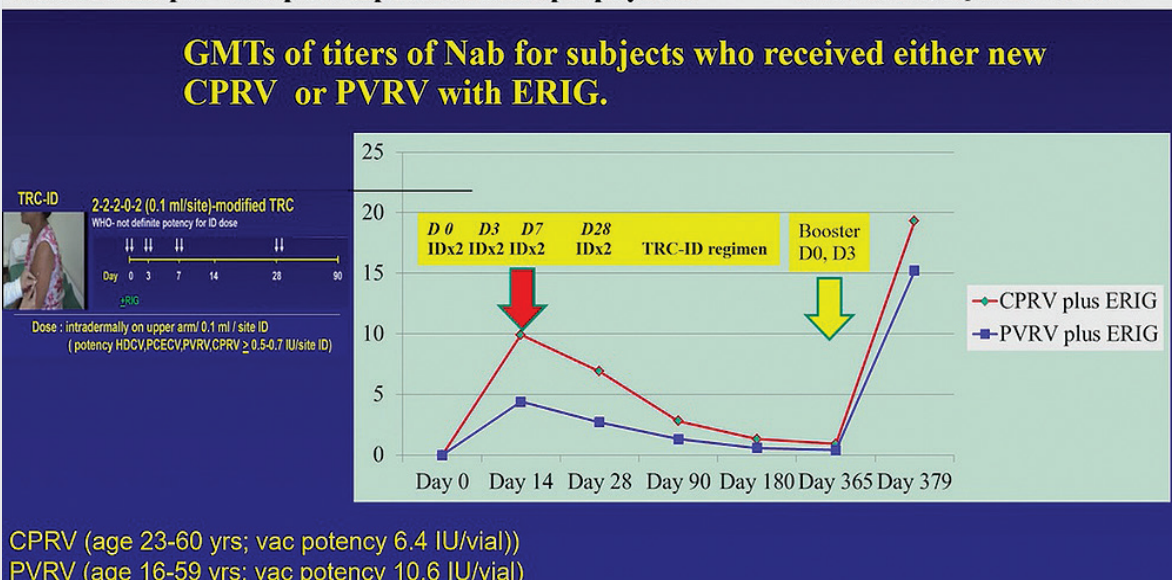 GMTs of titers of Nab for subjects who received either new
CPRV or PVRV with ERIG.
TRC-ID
2-2-2-0-2 (0.1 ml/site)-modified TRC
WHO- not definite potency for ID dose
Day 0 3 7 14 28 90
+RIG
Dose : intradermally on upper arm/ 0.1 ml / site ID
( potency HDCV,PCECV,PVRV,CPRV > 0.5-0.7 IU/site ID)
25
20
15
10
5
0
D 0 D3 D7 D28
IDx2 IDx2 IDx2 IDx2 TRC-ID regimen
Booster
D0, D3
Day 0 Day 14 Day 28 Day 90 Day 180 Day 365 Day 379
CPRV plus ERIG
PVRV plus ERIG
CPRV (age 23-60 yrs; vac potency 6.4 IU/vial))
PVRV (age 16-59 yrs; vac potency 10.6 IU/vial)